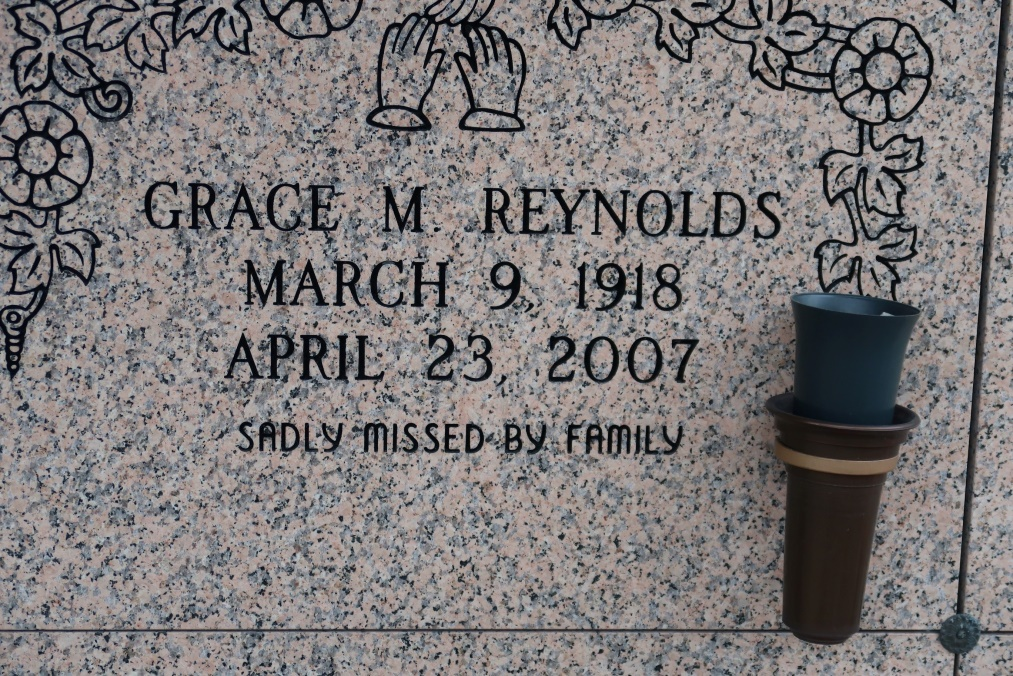 GRACE M. REYNOLDS
MARCH 9, 1918
APRIL 23, 2007
SADLY MISSED BY FAMILY